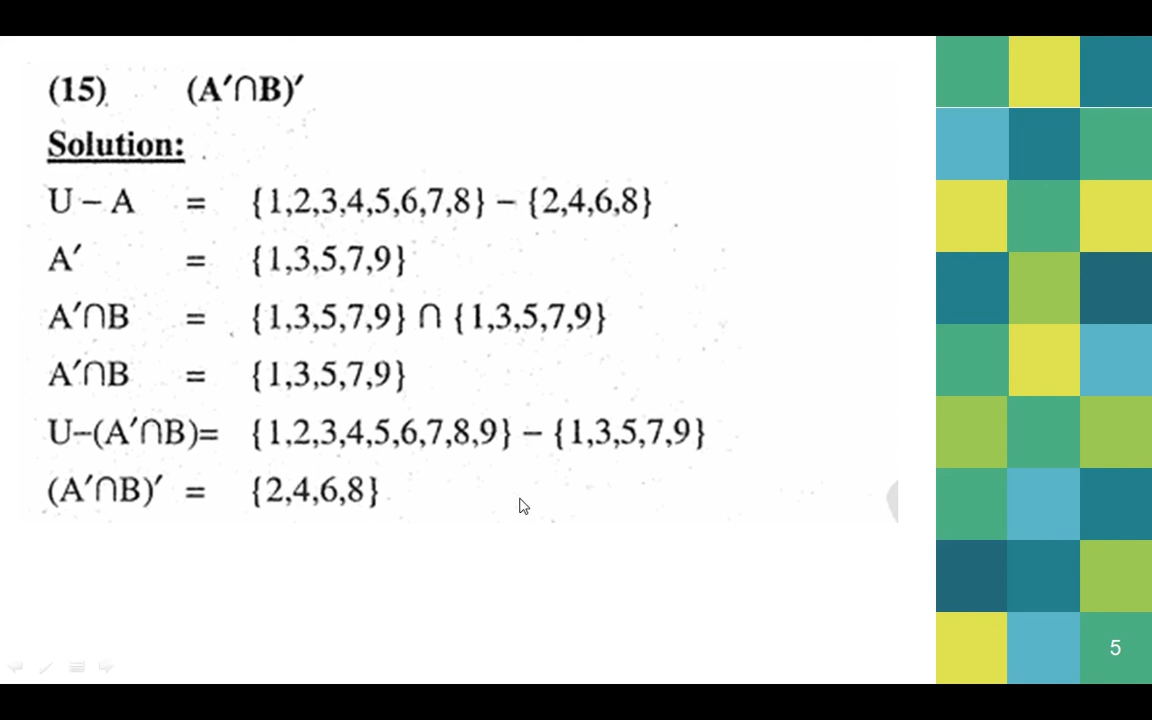 (15) (A′∩B)′
Solution:
U – A = {1,2,3,4,5,6,7,8} – {2,4,6,8}
A′ = {1,3,5,7,9}
A′∩B = {1,3,5,7,9} ∩ {1,3,5,7,9}
A′∩B = {1,3,5,7,9}
U–(A′∩B)= {1,2,3,4,5,6,7,8,9} – {1,3,5,7,9}
(A′∩B)′ = {2,4,6,8}
5